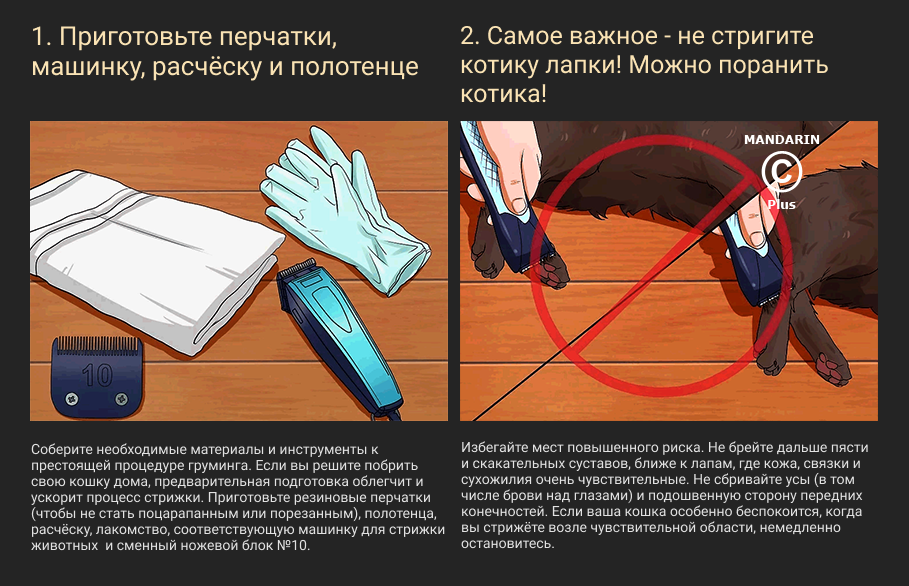 1. Приготовьте перчатки,
машинку, расчёску и полотенце
10
Соберите необходимые материалы и инструменты к
престоящей процедуре груминга. Если вы решите побрить
свою кошку дома, предварительная подготовка облегчит и
ускорит процесс стрижки. Приготовьте резиновые перчатки
(чтобы не стать поцарапанным или порезанным), полотенца,
расчёску, лакомство, соответствующую машинку для стрижки
животных и сменный ножевой блок №10.
2. Самое важное - не стригите
котику лапки! Можно поранить
котика!
MANDARIN
©
Plus
Избегайте мест повышенного риска. Не брейте дальше пясти
и скакательных суставов, ближе к лапам, где кожа, связки и
сухожилия очень чувствительные. Не сбривайте усы (в том
числе брови над глазами) и подошвенную сторону передних
конечностей. Если ваша кошка особенно беспокоится, когда
вы стрижёте возле чувствительной области, немедленно
остановитесь.